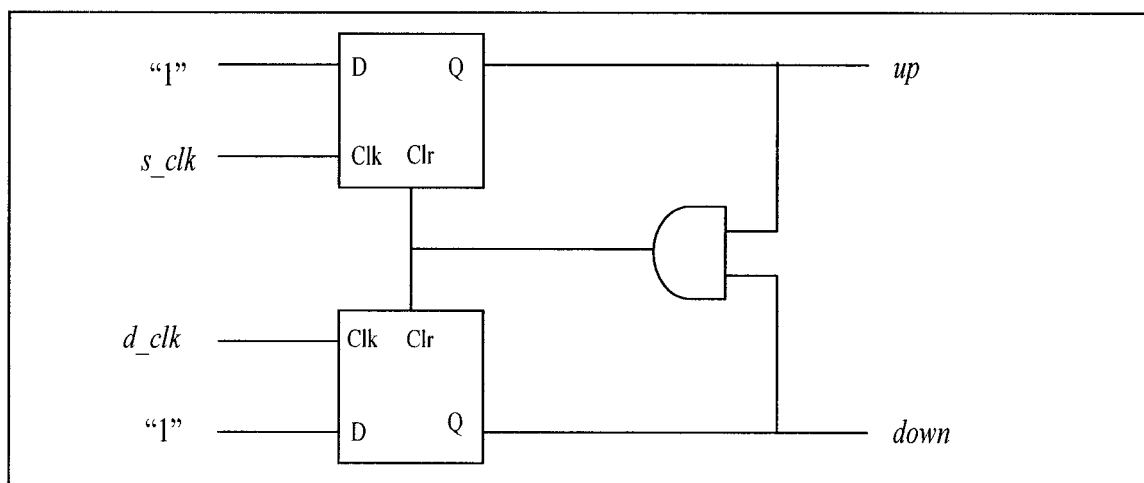 “1” D Q up
s_clk Clk Clr
d_clk Clk Clr
“1” D Q down